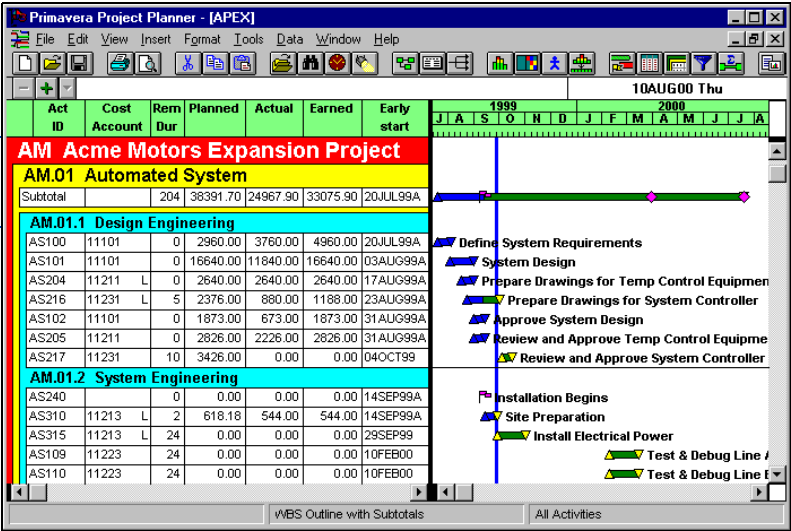 Primavera Project Planner - [APEX]
File Edit View Insert Format Tools Data Window Help
10AUG00 Thu
Act ID Cost Account Rem Dur Planned Actual Earned Early start
1999 2000
J A S O N D J F M A M J J A
AM Acme Motors Expansion Project
AM.01 Automated System
Subtotal 204 38391.70 24967.90 33075.90 20JUL99A
AM.01.1 Design Engineering
AS100 11101 0 2960.00 3760.00 4960.00 20JUL99A Define System Requirements
AS101 11101 0 16640.00 11840.00 16640.00 03AUG99A System Design
AS204 11211 L 0 2640.00 2640.00 2640.00 17AUG99A Prepare Drawings for Temp Control Equipmen
AS216 11231 L 5 2376.00 880.00 1188.00 23AUG99A Prepare Drawings for System Controller
AS102 11101 0 1873.00 673.00 1873.00 31AUG99A Approve System Design
AS205 11211 0 2826.00 2226.00 2826.00 31AUG99A Review and Approve Temp Control Equipme
AS217 11231 10 3426.00 0.00 0.00 04OCT99 Review and Approve System Controller
AM.01.2 System Engineering
AS240 0 0.00 0.00 0.00 14SEP99A Installation Begins
AS310 11213 L 2 618.18 544.00 544.00 14SEP99A Site Preparation
AS315 11213 L 24 0.00 0.00 0.00 29SEP99 Install Electrical Power
AS109 11223 24 0.00 0.00 0.00 10FEB00 Test & Debug Line A
AS110 11223 24 0.00 0.00 0.00 10FEB00 Test & Debug Line
WBS Outline with Subtotals All Activities